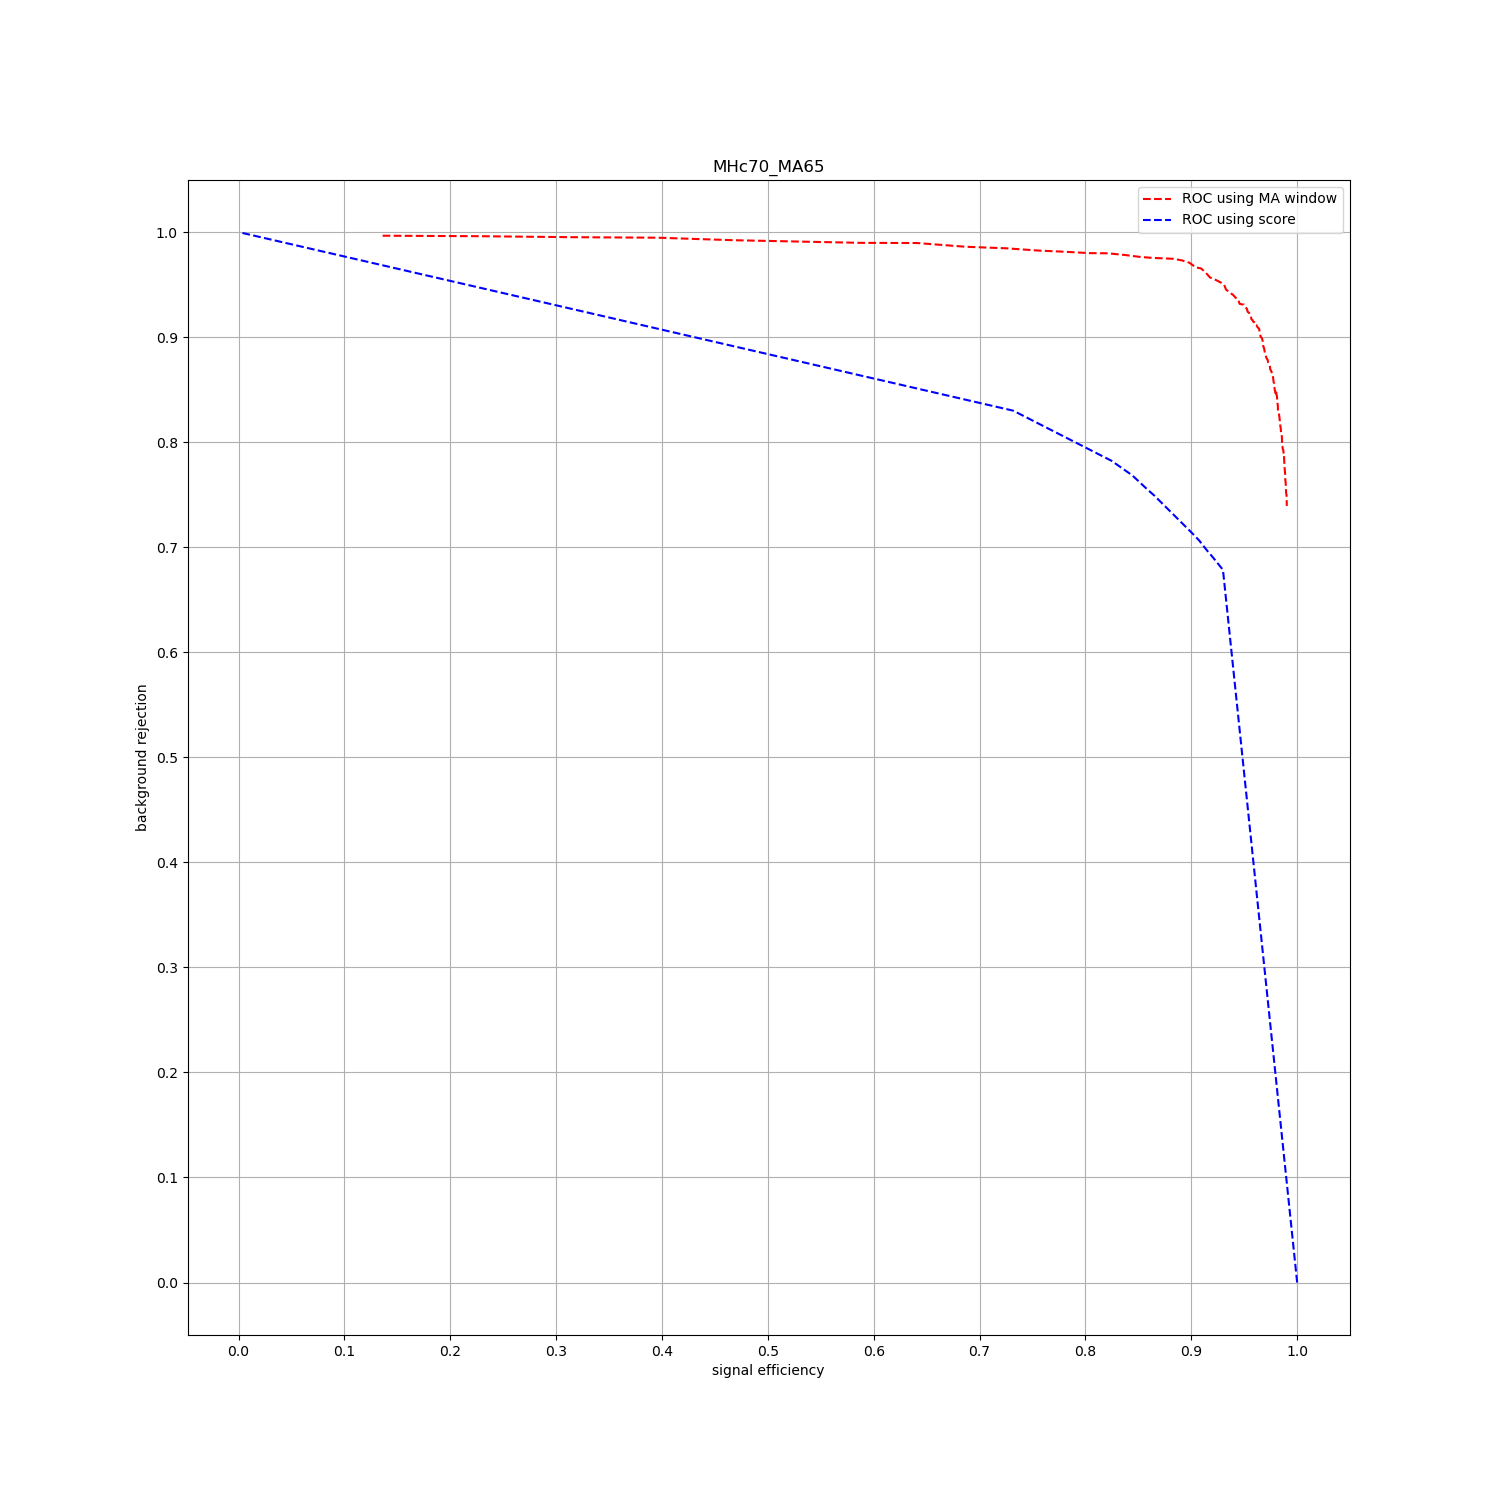 MHc70_MA65
ROC using MA window
ROC using score
1.0
0.9
0.8
0.7
0.6
0.5
0.4
0.3
0.2
0.1
0.0
background rejection
0.0 0.1 0.2 0.3 0.4 0.5 0.6 0.7 0.8 0.9 1.0
signal efficiency